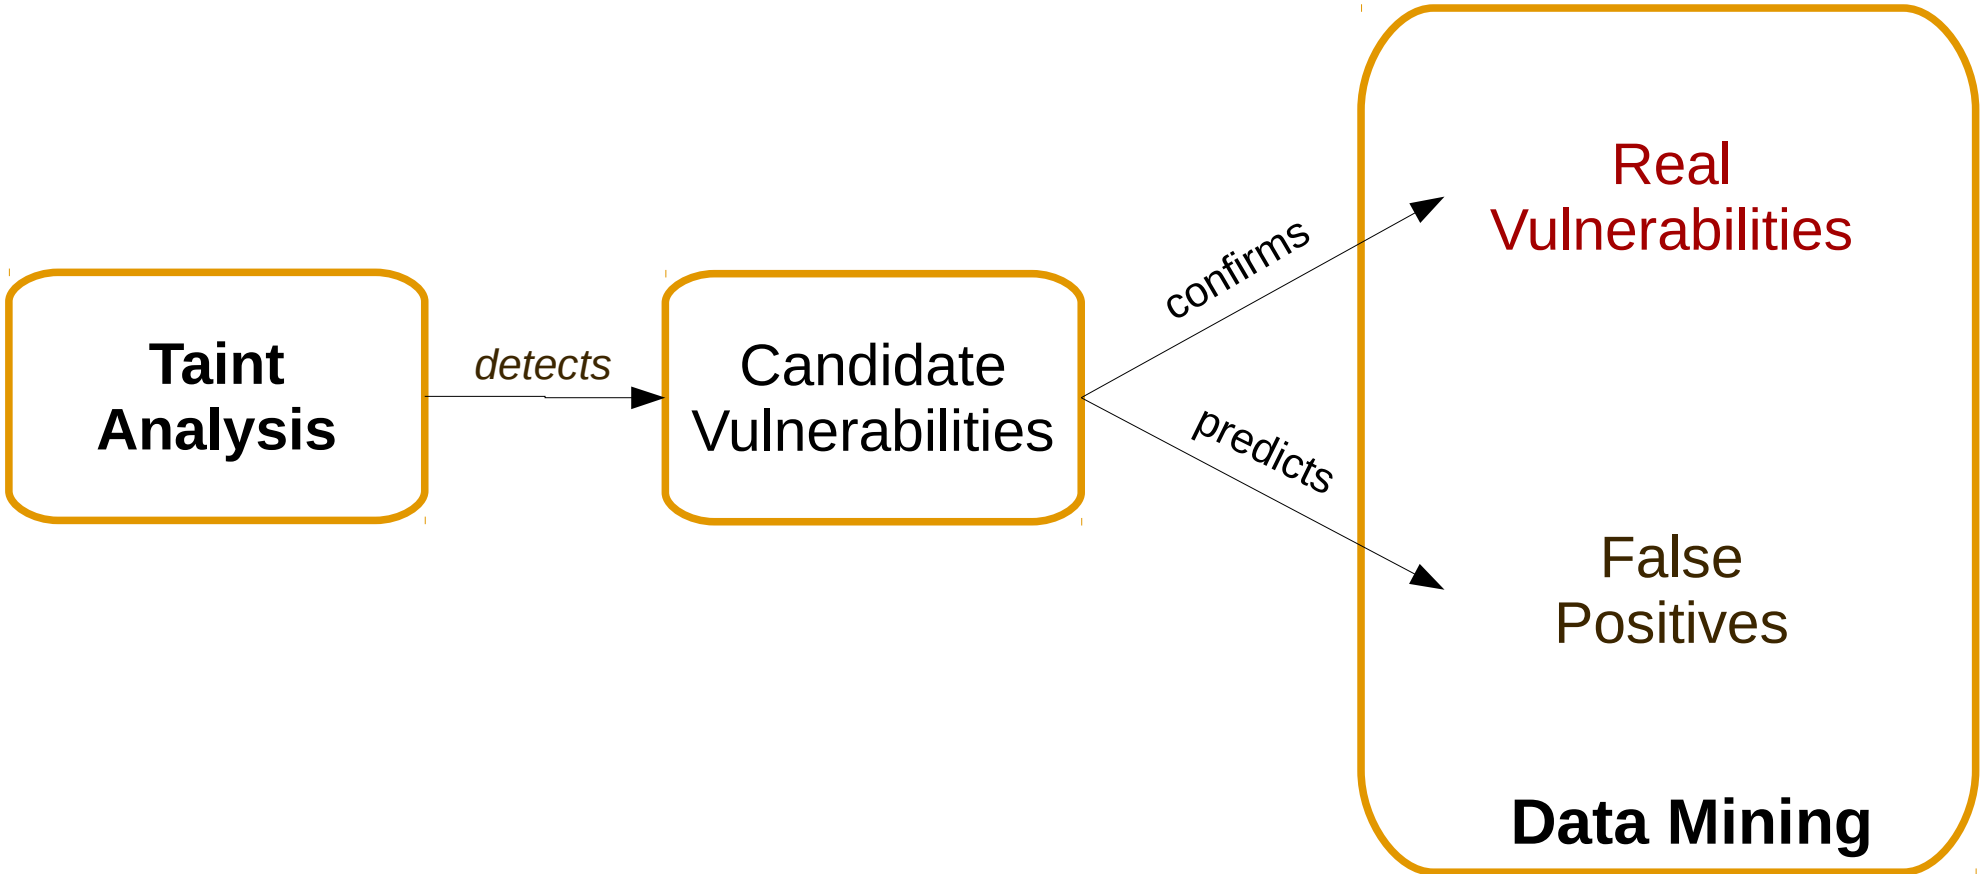 Taint
Analysis
detects
Candidate
Vulnerabilities
confirms
predicts
Real
Vulnerabilities
False
Positives
Data Mining